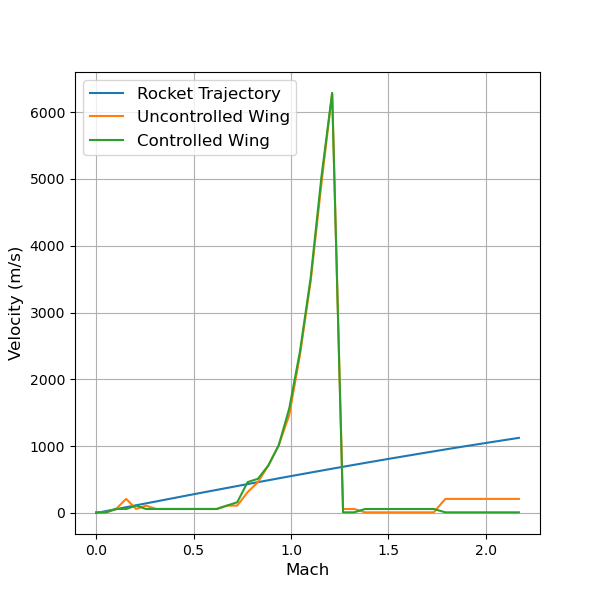 Rocket Trajectory
Uncontrolled Wing
Controlled Wing
6000
5000
4000
3000
2000
1000
0
Velocity (m/s)
0.0 0.5 1.0 1.5 2.0
Mach